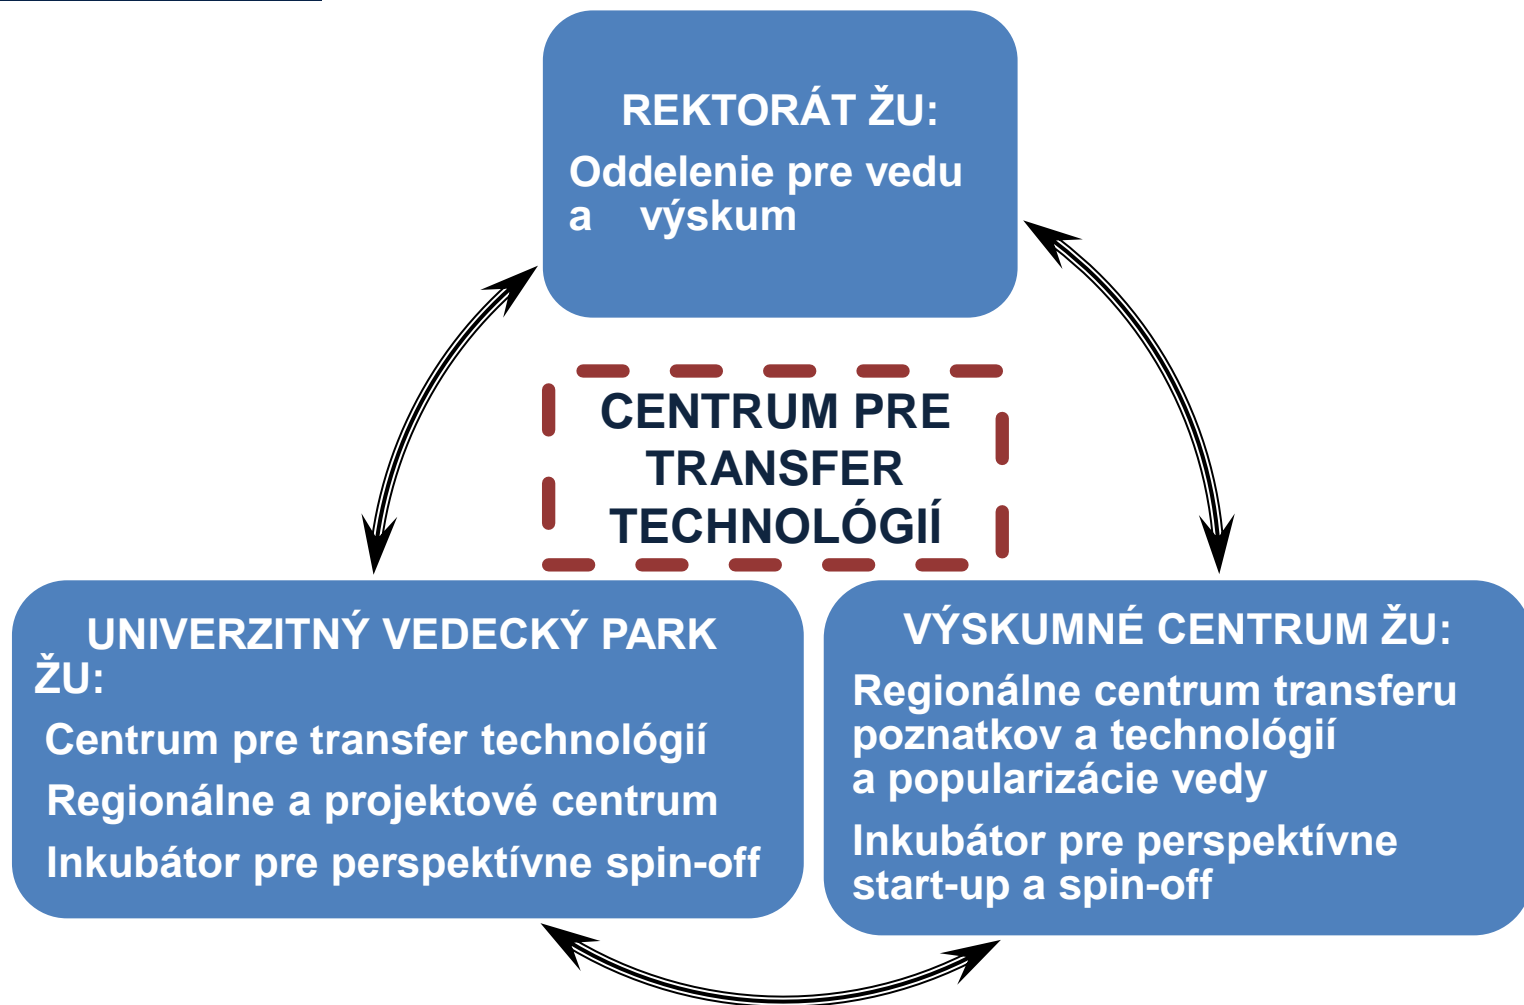 REKTORÁT ŽU:
Oddelenie pre vedu
a výskum
CENTRUM PRE
TRANSFER
TECHNOLÓGIÍ
UNIVERZITNÝ VEDECKÝ PARK
ŽU:
Centrum pre transfer technológií
Regionálne a projektové centrum
Inkubátor pre perspektívne spin-off
VÝSKUMNÉ CENTRUM ŽU:
Regionálne centrum transferu
poznatkov a technológií
a popularizácie vedy
Inkubátor pre perspektívne
start-up a spin-off